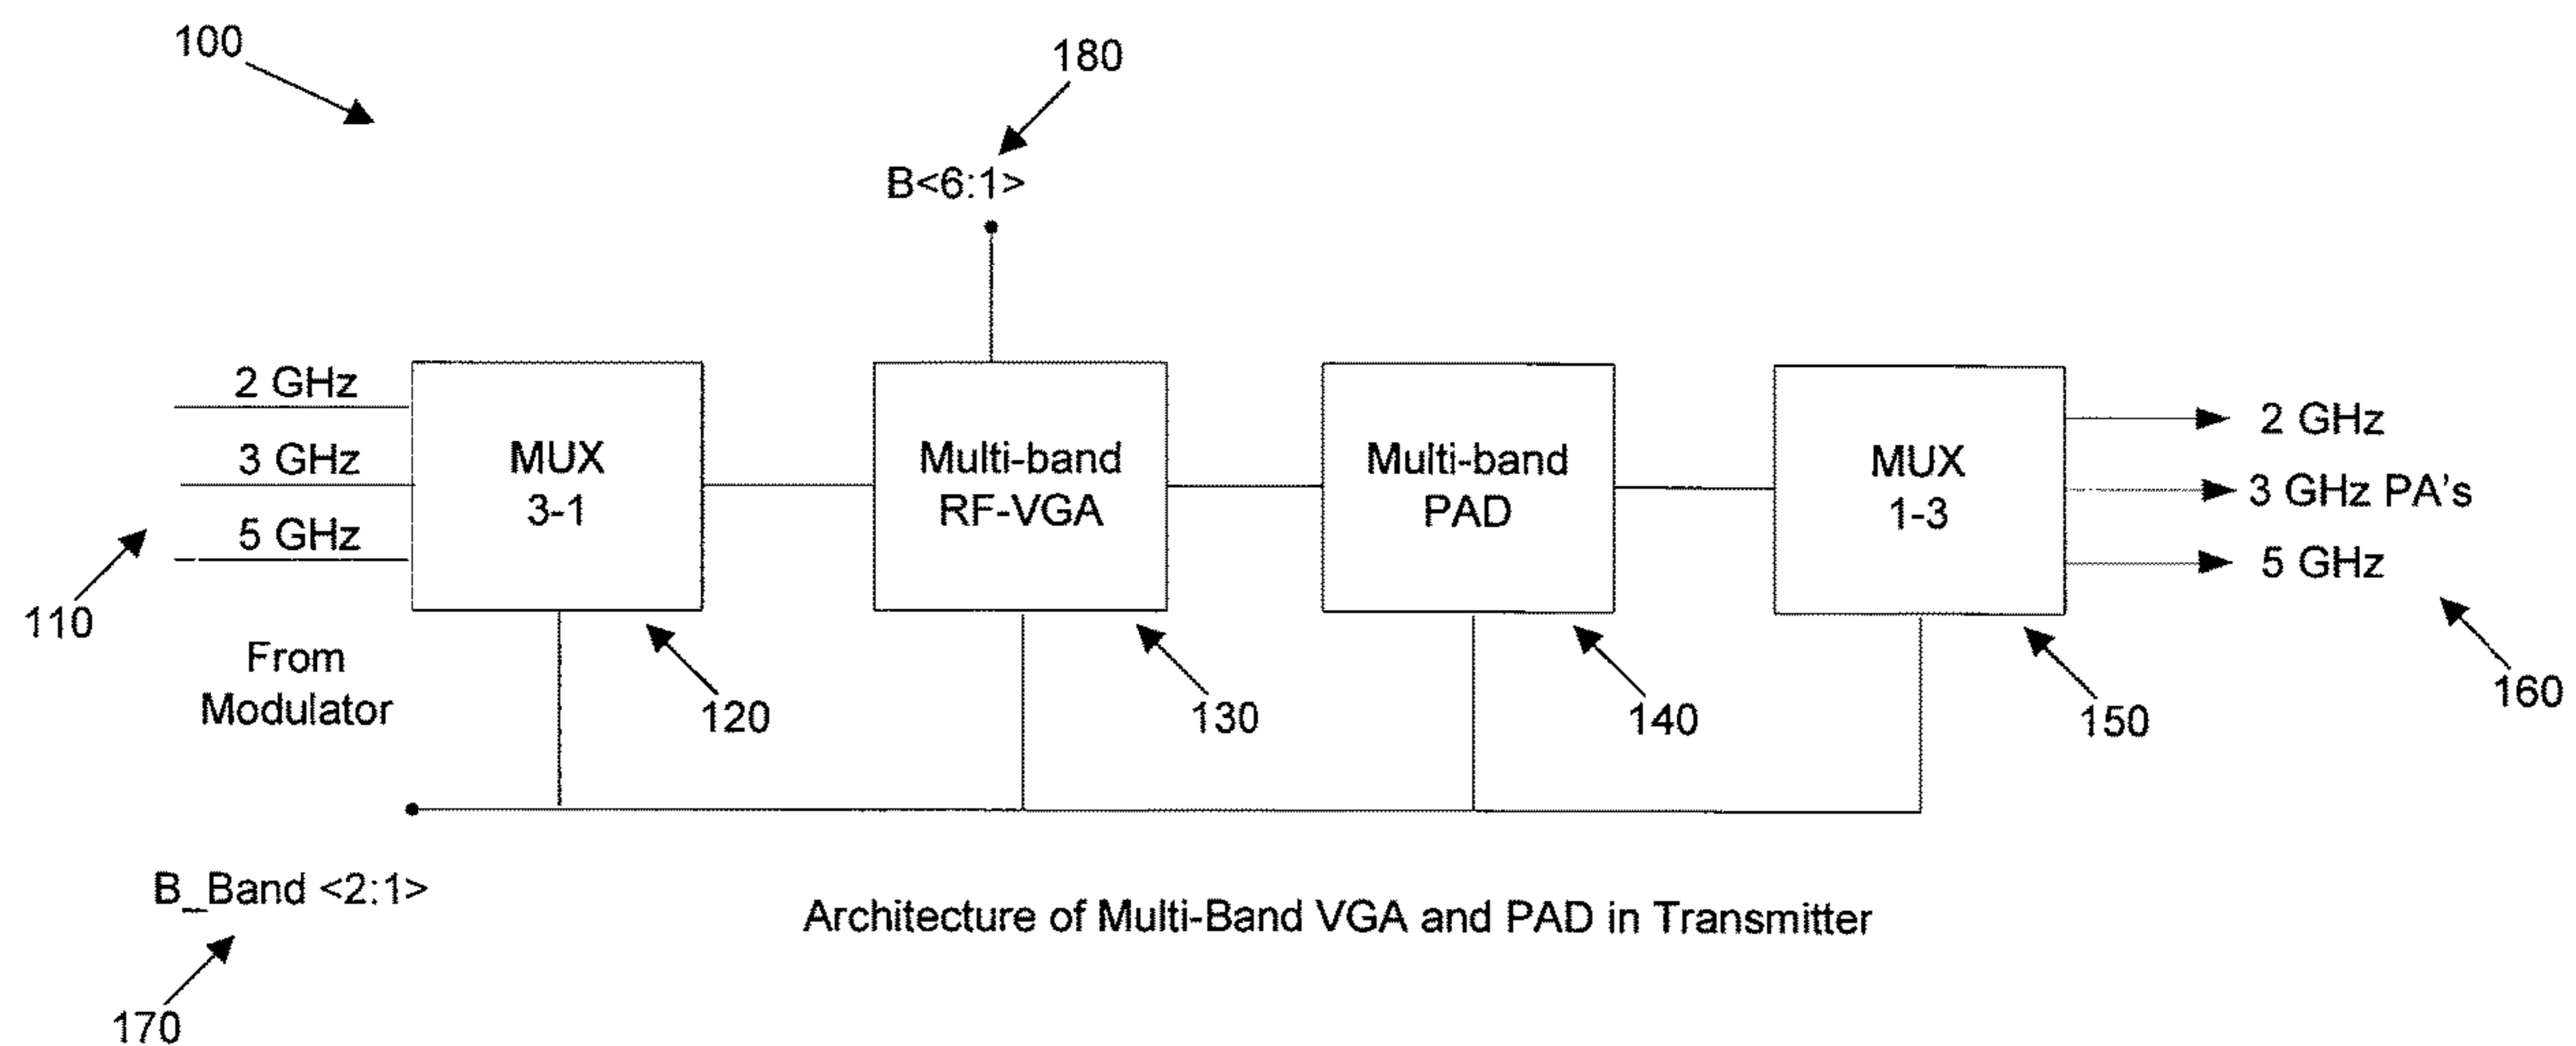 100
180
B<6:1>
2 GHz
3 GHz
5 GHz
110
From
Modulator
MUX
3-1
120
Multi-band
RF-VGA
130
Multi-band
PAD
140
MUX
1-3
150
2 GHz
3 GHz PA's
5 GHz
160
B_Band <2:1>
170
Architecture of Multi-Band VGA and PAD in Transmitter